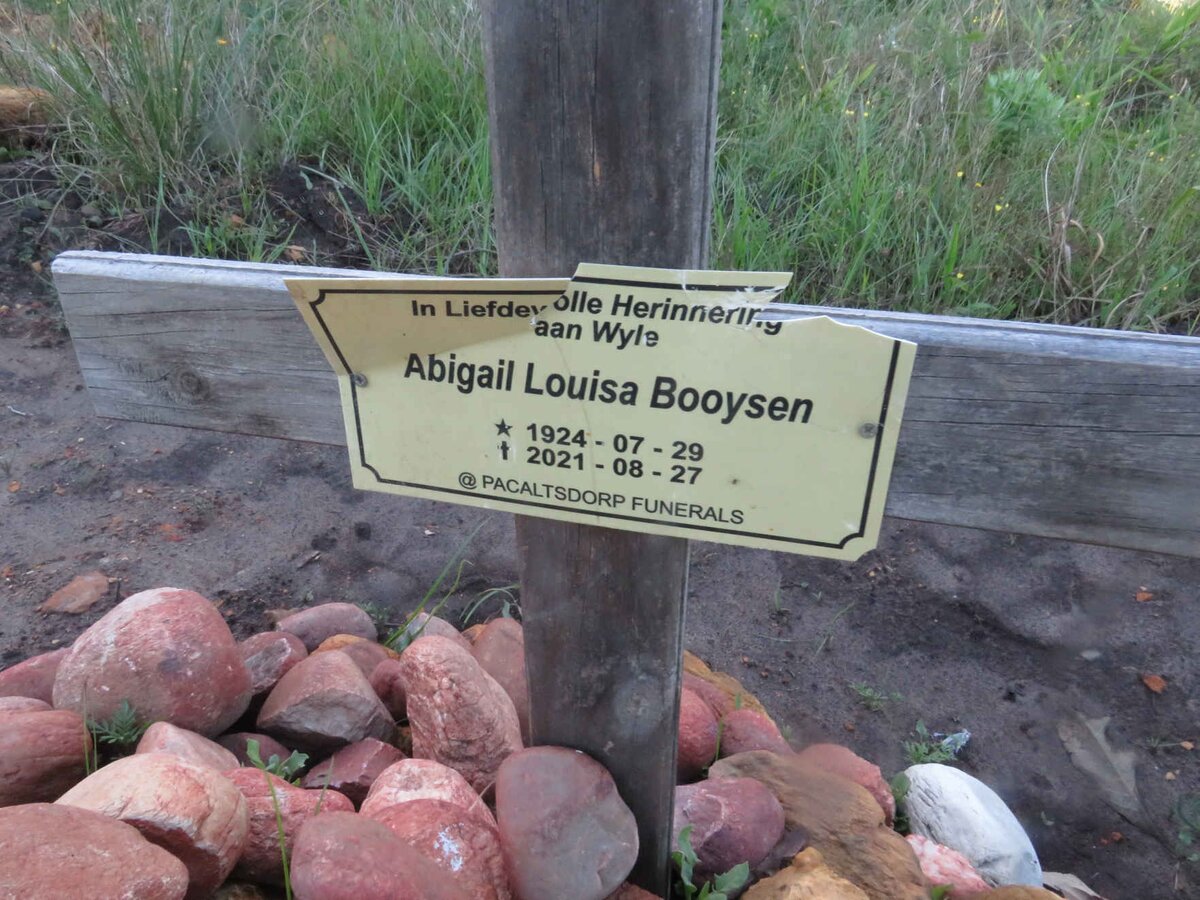 In Liefdevolle Herinnering
aan Wyle
Abigail Louisa Booysen
★ 1924 - 07 - 29
✝ 2021 - 08 - 27
@ PACALTSDORP FUNERALS